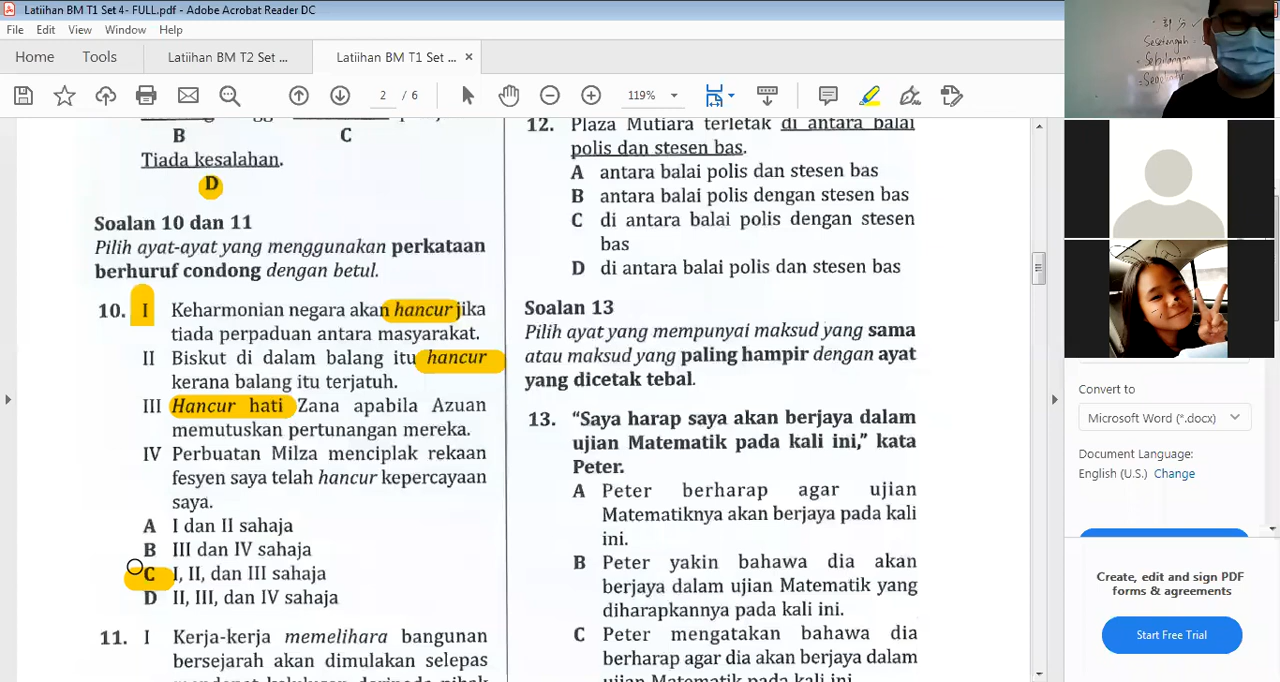 Latiihan BM T1 Set 4- FULL.pdf - Adobe Acrobat Reader DC
File Edit View Window Help
Home Tools Latiihan BM T2 Set ... Latiihan BM T1 Set ... ×
2 / 6 119%
B C
Tiada kesalahan.
D
Soalan 10 dan 11
Pilih ayat-ayat yang menggunakan perkataan
berhuruf condong dengan betul.
10. I Keharmonian negara akan hancur jika
tiada perpaduan antara masyarakat.
II Biskut di dalam balang itu hancur
kerana balang itu terjatuh.
III Hancur hati Zana apabila Azuan
memutuskan pertunangan mereka.
IV Perbuatan Milza menciplak rekaan
fesyen saya telah hancur kepercayaan
saya.
A I dan II sahaja
B III dan IV sahaja
C I, II, dan III sahaja
D II, III, dan IV sahaja
11. I Kerja-kerja memelihara bangunan
bersejarah akan dimulakan selepas
12. Plaza Mutiara terletak di antara balai
polis dan stesen bas.
A antara balai polis dan stesen bas
B antara balai polis dengan stesen bas
C di antara balai polis dengan stesen
bas
D di antara balai polis dan stesen bas
Soalan 13
Pilih ayat yang mempunyai maksud yang sama
atau maksud yang paling hampir dengan ayat
yang dicetak tebal.
13. “Saya harap saya akan berjaya dalam
ujian Matematik pada kali ini,” kata
Peter.
A Peter berharap agar ujian
Matematiknya akan berjaya pada kali
ini.
B Peter yakin bahawa dia akan
berjaya dalam ujian Matematik yang
diharapkannya pada kali ini.
C Peter mengatakan bahawa dia
berharap agar dia akan berjaya dalam
ujian Matematik pada kali ini.
Sesetengah
Sebilangan
Convert to
Microsoft Word (*.docx)
Document Language:
English (U.S.) Change
Create, edit and sign PDF
forms & agreements
Start Free Trial